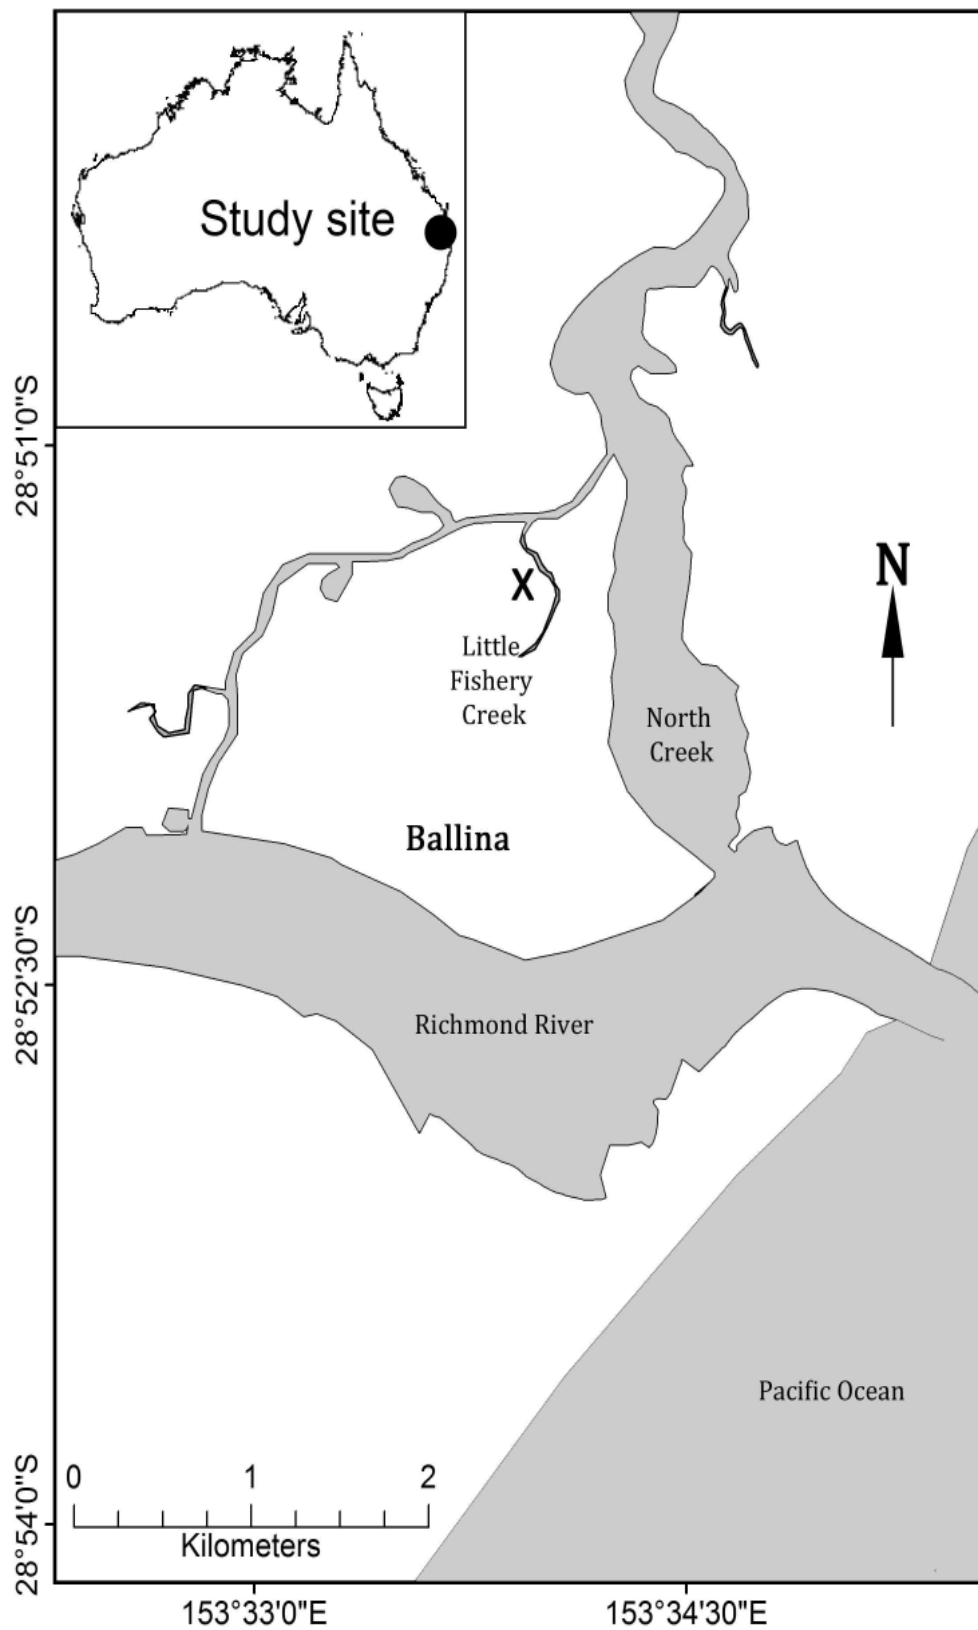 Study site
28°51'0"S
X
N
Little
Fishery
Creek
North
Creek
Ballina
28°52'30"S
Richmond River
Pacific Ocean
0 1 2
Kilometers
28°54'0"S
153°33'0"E 153°34'30"E